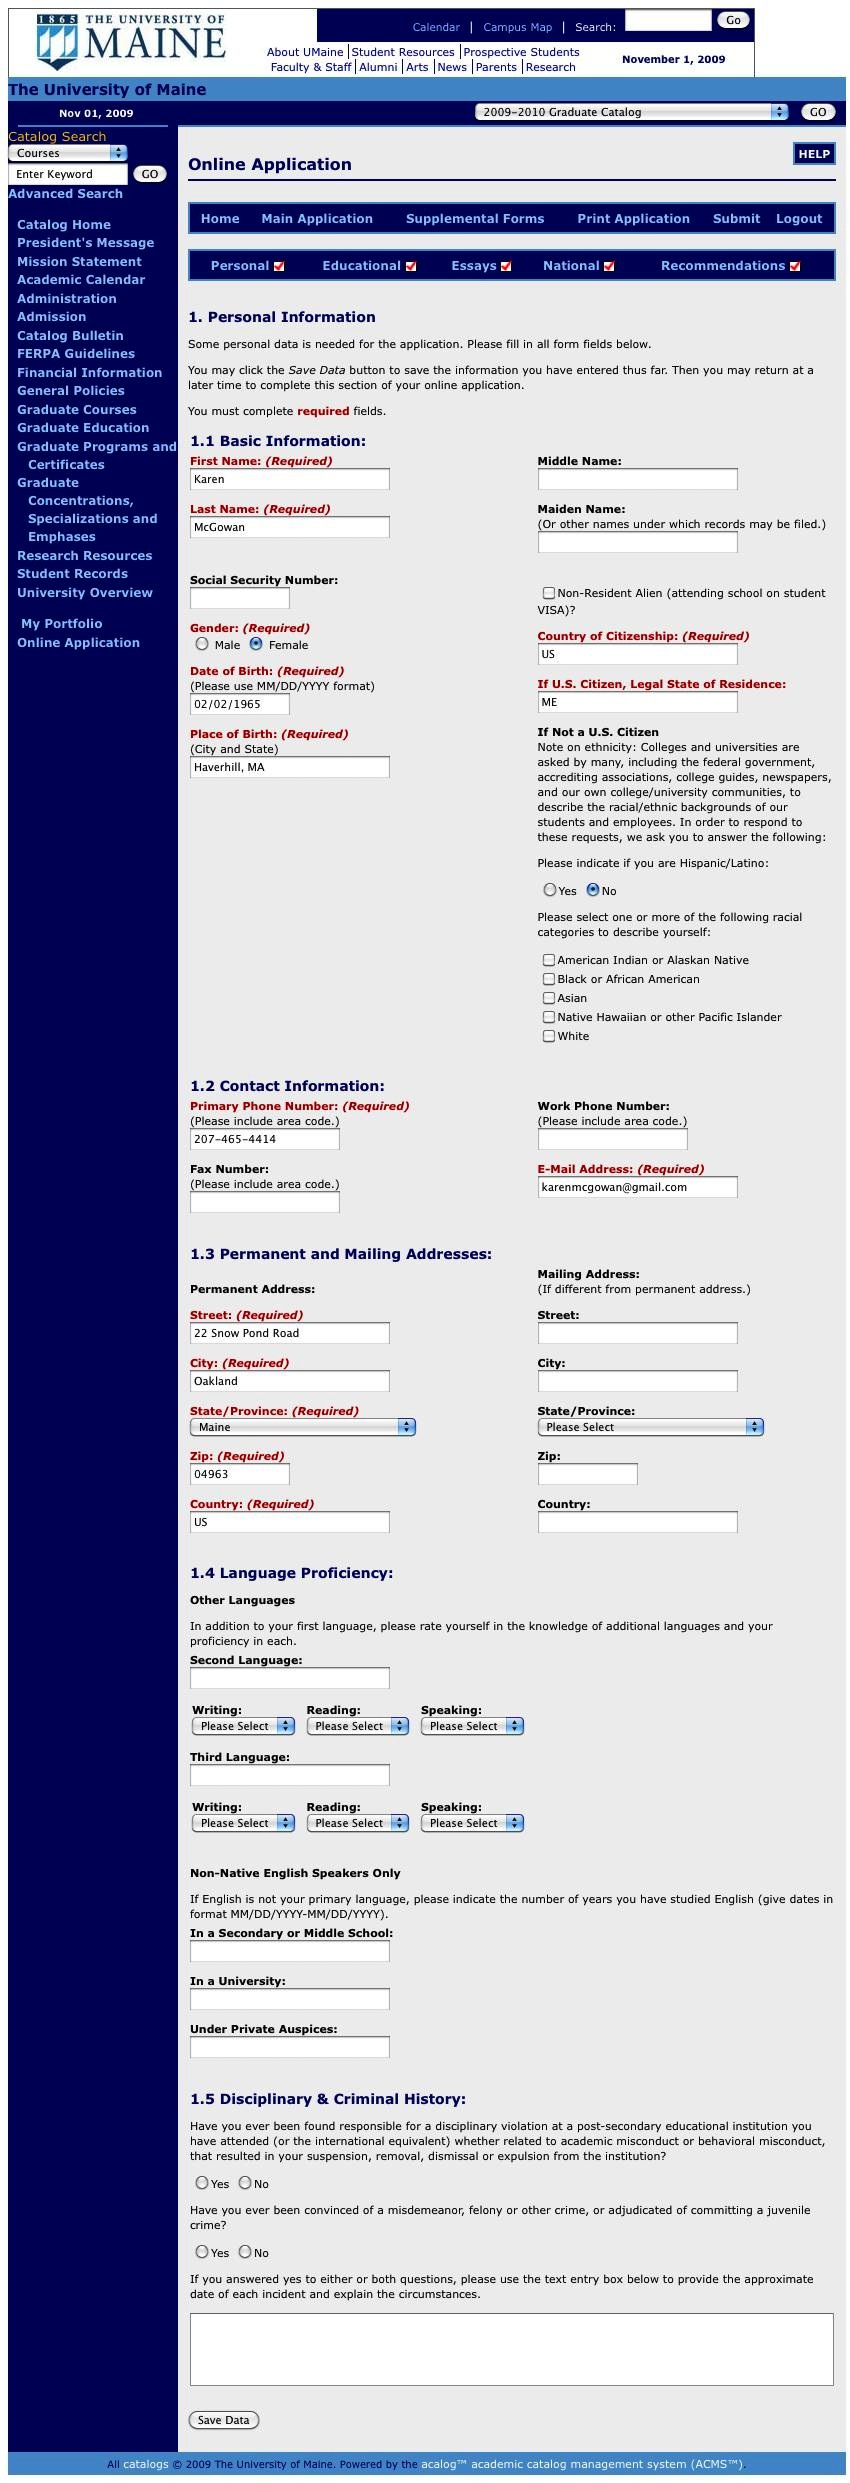 1865 THE UNIVERSITY OF
MAINE
Calendar | Campus Map | Search: Go
About UMaine | Student Resources | Prospective Students
Faculty & Staff | Alumni | Arts | News | Parents | Research
November 1, 2009
The University of Maine
Nov 01, 2009
2009-2010 Graduate Catalog GO
Catalog Search
Courses
Enter Keyword GO
Advanced Search
Catalog Home
President's Message
Mission Statement
Academic Calendar
Administration
Admission
Catalog Bulletin
FERPA Guidelines
Financial Information
General Policies
Graduate Courses
Graduate Education
Graduate Programs and
Certificates
Graduate
Concentrations,
Specializations and
Emphases
Research Resources
Student Records
University Overview
My Portfolio
Online Application
Online Application
HELP
Home Main Application Supplemental Forms Print Application Submit Logout
Personal Educational Essays National Recommendations
1. Personal Information
Some personal data is needed for the application. Please fill in all form fields below.
You may click the Save Data button to save the information you have entered thus far. Then you may return at a
later time to complete this section of your online application.
You must complete required fields.
1.1 Basic Information:
First Name: (Required)
Karen
Middle Name:
Last Name: (Required)
McGowan
Maiden Name:
(Or other names under which records may be filed.)
Social Security Number:
Non-Resident Alien (attending school on student
VISA)?
Gender: (Required)
Male Female
Country of Citizenship: (Required)
US
Date of Birth: (Required)
(Please use MM/DD/YYYY format)
02/02/1965
If U.S. Citizen, Legal State of Residence:
ME
Place of Birth: (Required)
(City and State)
Haverhill, MA
If Not a U.S. Citizen
Note on ethnicity: Colleges and universities are
asked by many, including the federal government,
accrediting associations, college guides, newspapers,
and our own college/university communities, to
describe the racial/ethnic backgrounds of our
students and employees. In order to respond to
these requests, we ask you to answer the following:
Please indicate if you are Hispanic/Latino:
Yes No
Please select one or more of the following racial
categories to describe yourself:
American Indian or Alaskan Native
Black or African American
Asian
Native Hawaiian or other Pacific Islander
White
1.2 Contact Information:
Primary Phone Number: (Required)
(Please include area code.)
207-465-4414
Work Phone Number:
(Please include area code.)
Fax Number:
(Please include area code.)
E-Mail Address: (Required)
karenmcgowan@gmail.com
1.3 Permanent and Mailing Addresses:
Permanent Address:
Mailing Address:
(If different from permanent address.)
Street: (Required)
22 Snow Pond Road
Street:
City: (Required)
Oakland
City:
State/Province: (Required)
Maine
State/Province:
Please Select
Zip: (Required)
04963
Zip:
Country: (Required)
US
Country:
1.4 Language Proficiency:
Other Languages
In addition to your first language, please rate yourself in the knowledge of additional languages and your
proficiency in each.
Second Language:
Writing: Reading: Speaking:
Please Select Please Select Please Select
Third Language:
Writing: Reading: Speaking:
Please Select Please Select Please Select
Non-Native English Speakers Only
If English is not your primary language, please indicate the number of years you have studied English (give dates in
format MM/DD/YYYY-MM/DD/YYYY).
In a Secondary or Middle School:
In a University:
Under Private Auspices:
1.5 Disciplinary & Criminal History:
Have you ever been found responsible for a disciplinary violation at a post-secondary educational institution you
have attended (or the international equivalent) whether related to academic misconduct or behavioral misconduct,
that resulted in your suspension, removal, dismissal or expulsion from the institution?
Yes No
Have you ever been convinced of a misdemeanor, felony or other crime, or adjudicated of committing a juvenile
crime?
Yes No
If you answered yes to either or both questions, please use the text entry box below to provide the approximate
date of each incident and explain the circumstances.
Save Data
All catalogs © 2009 The University of Maine. Powered by the acalog™ academic catalog management system (ACMS™).